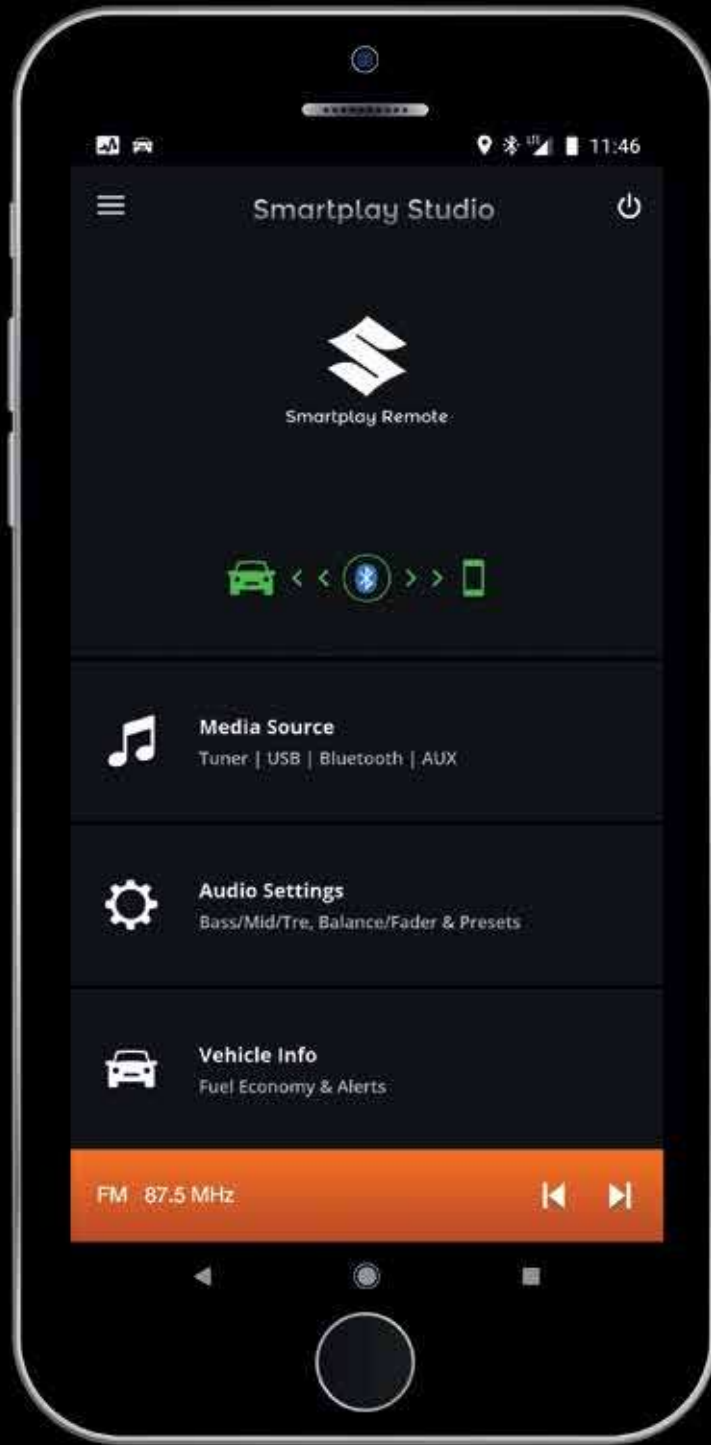 LTE 11:46
Smartplay Studio
Smartplay Remote
Media Source
Tuner | USB | Bluetooth | AUX
Audio Settings
Bass/Mid/Tre, Balance/Fader & Presets
Vehicle Info
Fuel Economy & Alerts
FM 87.5 MHz